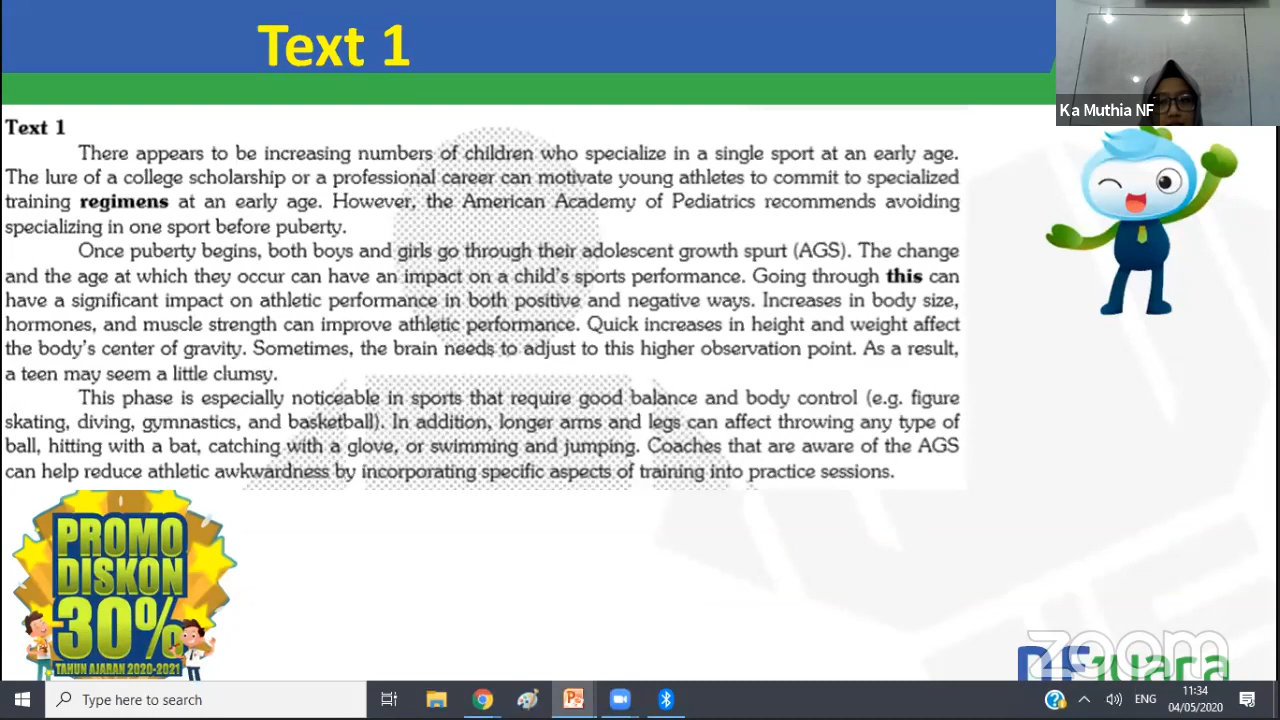 Text 1
Ka Muthia NF
Text 1
There appears to be increasing numbers of children who specialize in a single sport at an early age.
The lure of a college scholarship or a professional career can motivate young athletes to commit to specialized
training regimens at an early age. However, the American Academy of Pediatrics recommends avoiding
specializing in one sport before puberty.
Once puberty begins, both boys and girls go through their adolescent growth spurt (AGS). The change
and the age at which they occur can have an impact on a child's sports performance. Going through this can
have a significant impact on athletic performance in both positive and negative ways. Increases in body size,
hormones, and muscle strength can improve athletic performance. Quick increases in height and weight affect
the body's center of gravity. Sometimes, the brain needs to adjust to this higher observation point. As a result,
a teen may seem a little clumsy.
This phase is especially noticeable in sports that require good balance and body control (e.g. figure
skating, diving, gymnastics, and basketball). In addition, longer arms and legs can affect throwing any type of
ball, hitting with a bat, catching with a glove, or swimming and jumping. Coaches that are aware of the AGS
can help reduce athletic awkwardness by incorporating specific aspects of training into practice sessions.
PROMO
DISKON
30%
TAHUN AJARAN 2020-2021
zoom
Type here to search
ENG
11:34
04/05/2020